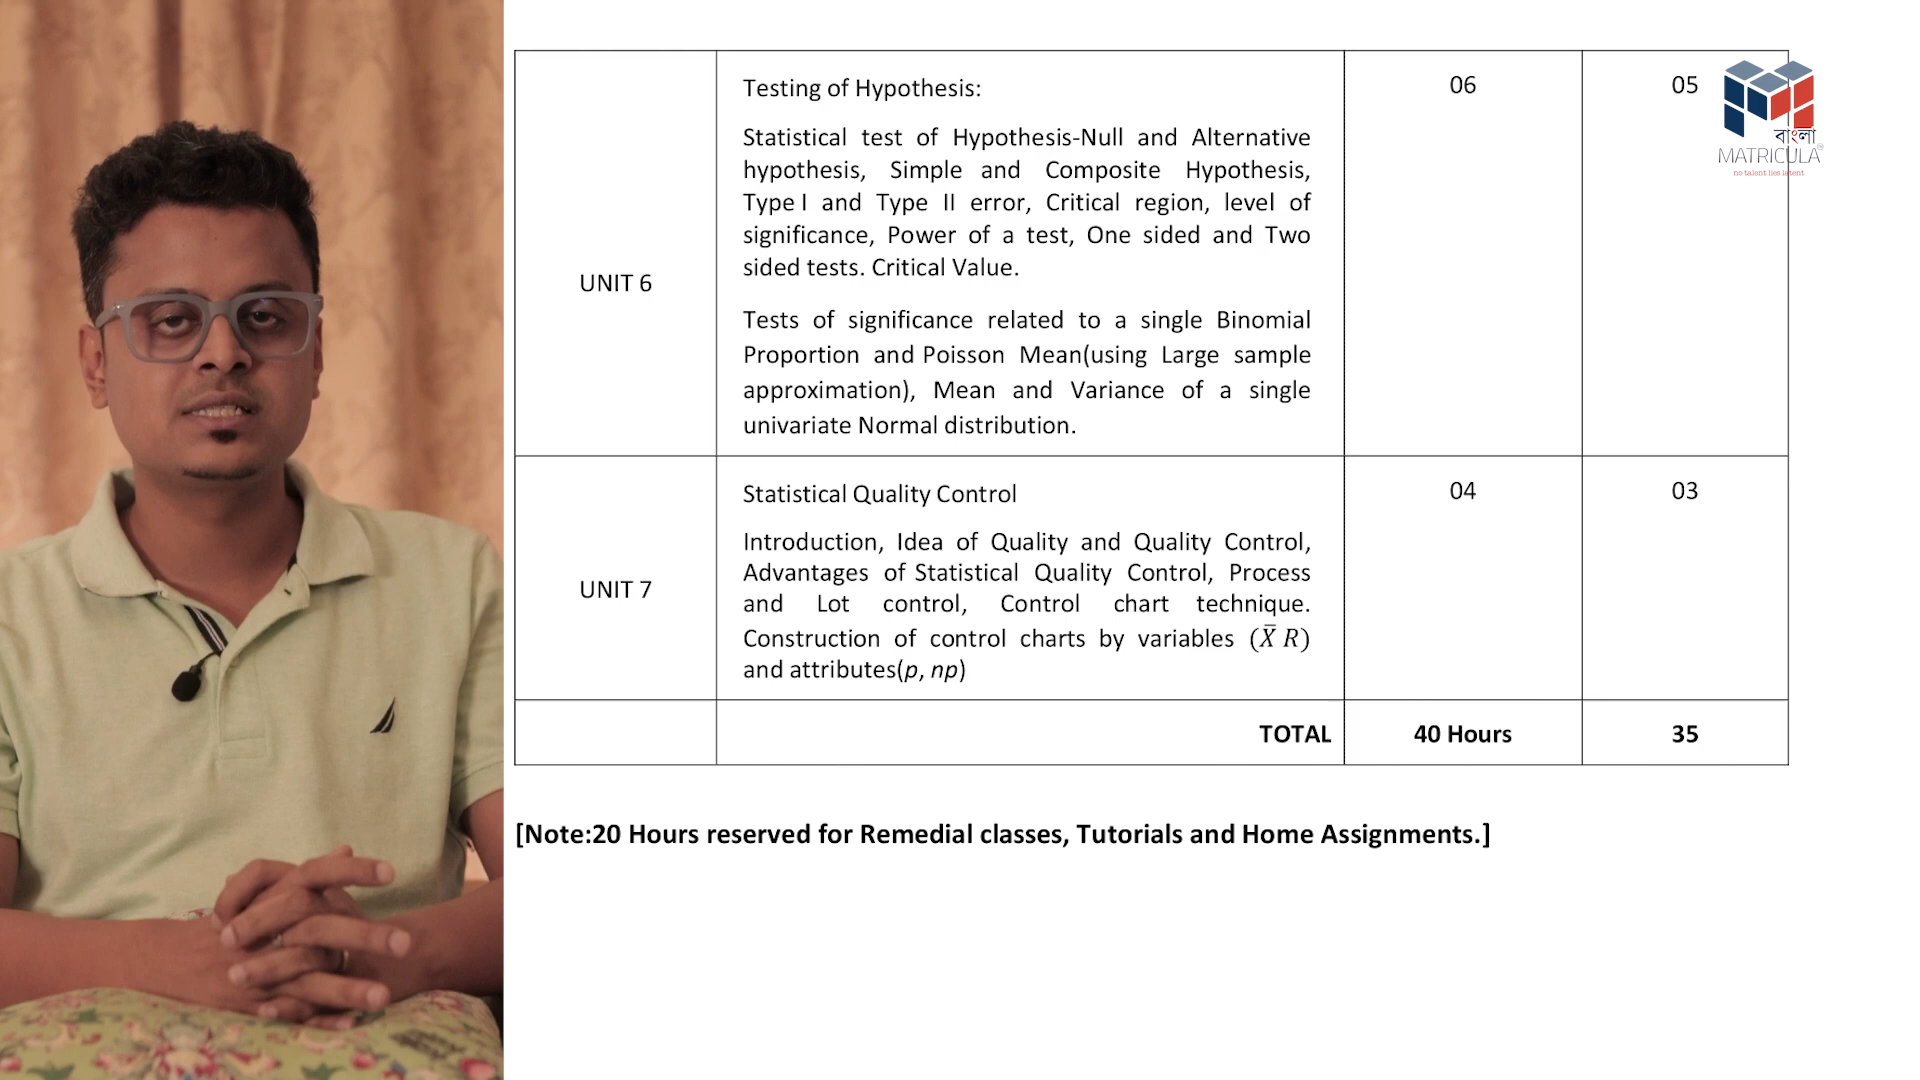 UNIT 6
Testing of Hypothesis:
Statistical test of Hypothesis-Null and Alternative
hypothesis, Simple and Composite Hypothesis,
Type I and Type II error, Critical region, level of
significance, Power of a test, One sided and Two
sided tests. Critical Value.
Tests of significance related to a single Binomial
Proportion and Poisson Mean(using Large sample
approximation), Mean and Variance of a single
univariate Normal distribution.
06
05
UNIT 7
Statistical Quality Control
Introduction, Idea of Quality and Quality Control,
Advantages of Statistical Quality Control, Process
and Lot control, Control chart technique.
Construction of control charts by variables (X̄ R)
and attributes(p, np)
04
03
TOTAL
40 Hours
35
[Note:20 Hours reserved for Remedial classes, Tutorials and Home Assignments.]
বাংলা
MATRICULA
no talent lies latent